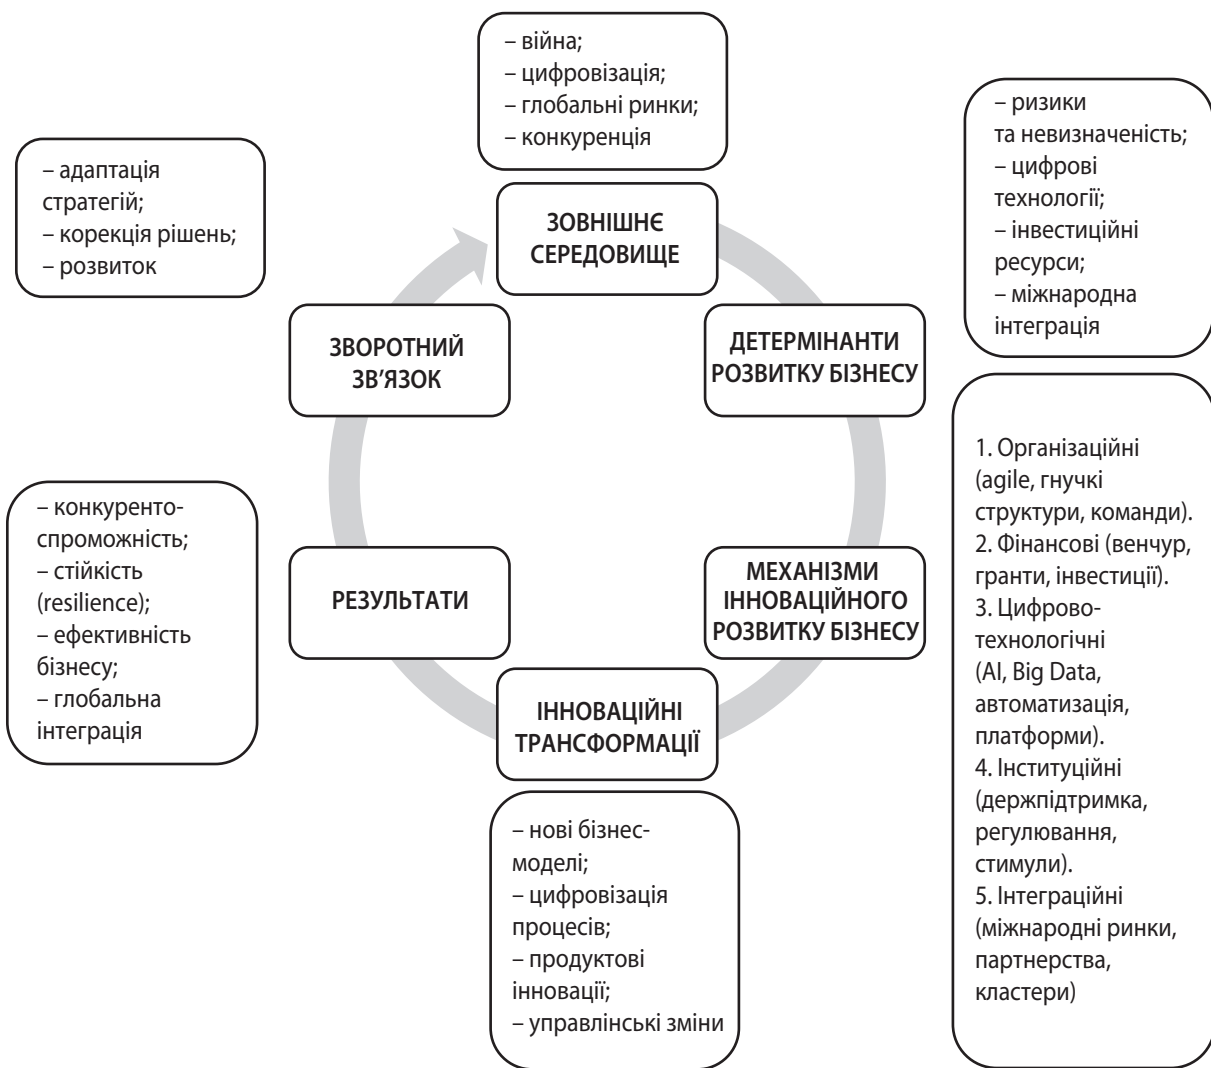 – війна;
– цифровізація;
– глобальні ринки;
– конкуренція
ЗОВНІШНЄ
СЕРЕДОВИЩЕ
– ризики
та невизначеність;
– цифрові
технології;
– інвестиційні
ресурси;
– міжнародна
інтеграція
ДЕТЕРМІНАНТИ
РОЗВИТКУ БІЗНЕСУ
1. Організаційні
(agile, гнучкі
структури, команди).
2. Фінансові (венчур,
гранти, інвестиції).
3. Цифрово-
технологічні
(AI, Big Data,
автоматизація,
платформи).
4. Інституційні
(держпідтримка,
регулювання,
стимули).
5. Інтеграційні
(міжнародні ринки,
партнерства,
кластери)
МЕХАНІЗМИ
ІННОВАЦІЙНОГО
РОЗВИТКУ БІЗНЕСУ
ІННОВАЦІЙНІ
ТРАНСФОРМАЦІЇ
– нові бізнес-
моделі;
– цифровізація
процесів;
– продуктові
інновації;
– управлінські зміни
РЕЗУЛЬТАТИ
– конкуренто-
спроможність;
– стійкість
(resilience);
– ефективність
бізнесу;
– глобальна
інтеграція
ЗВОРОТНИЙ
ЗВ’ЯЗОК
– адаптація
стратегій;
– корекція рішень;
– розвиток